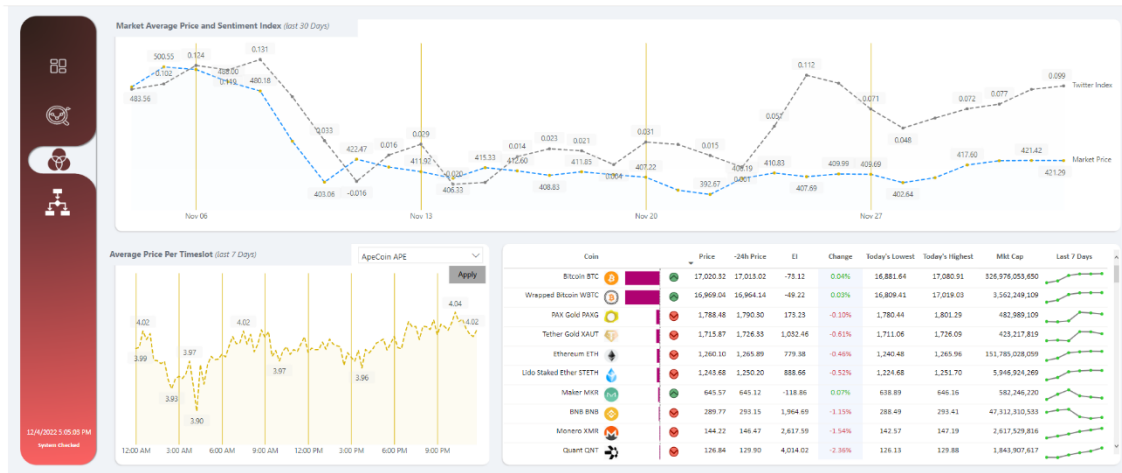 Market Average Price and Sentiment Index (last 30 Days)
500.55 0.124 0.131
0.102 488.00
0.119 480.18
483.56
0.112
0.099
Twitter Index
0.077
0.072
0.071
0.057
0.048
0.033
0.029
0.031
0.023
0.021
0.014
0.015
0.016
422.47
411.92
415.33
412.60
411.85
407.22
408.19
410.83
409.99
408.69
417.60
421.42
Market Price
421.29
403.06
-0.016
-0.020
406.33
408.83
0.004
392.67
0.001
407.69
402.64
Nov 06 Nov 13 Nov 20 Nov 27
Average Price Per Timeslot (last 7 Days)
ApeCoin APE
Apply
4.04
4.02 4.02 4.02
3.99 3.97
3.97
3.96
3.93
3.90
12:00 AM 3:00 AM 6:00 AM 9:00 AM 12:00 PM 3:00 PM 6:00 PM 9:00 PM
Coin Price -24h Price EJ Change Today's Lowest Today's Highest Mkt Cap Last 7 Days
Bitcoin BTC 17,020.32 17,013.02 -73.12 0.04% 16,881.64 17,080.91 326,976,053,650
Wrapped Bitcoin WBTC 16,969.04 16,964.14 -49.22 0.03% 16,809.41 17,019.03 3,562,249,109
PAX Gold PAXG 1,788.48 1,790.30 173.23 -0.10% 1,780.44 1,801.29 482,989,109
Tether Gold XAUT 1,715.87 1,726.33 1,032.46 -0.61% 1,711.06 1,726.09 423,217,819
Ethereum ETH 1,260.10 1,265.89 779.38 -0.46% 1,240.48 1,265.96 151,785,028,059
Lido Staked Ether STETH 1,243.68 1,250.20 888.66 -0.52% 1,224.68 1,251.70 5,946,924,269
Maker MKR 645.57 645.12 -118.86 0.07% 638.89 646.16 582,246,220
BNB BNB 289.77 293.15 1,964.69 -1.15% 288.49 293.41 47,312,310,533
Monero XMR 144.22 146.47 2,617.59 -1.54% 142.57 147.19 2,617,529,816
Quant QNT 126.84 129.90 4,014.02 -2.36% 126.13 129.88 1,843,907,617
12/4/2022 5:05:05 PM
System Checked